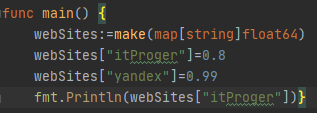 func main() {
webSites:=make(map[string]float64)
webSites["itProger"]=0.8
webSites["yandex"]=0.99
fmt.Println(webSites["itProger"])}